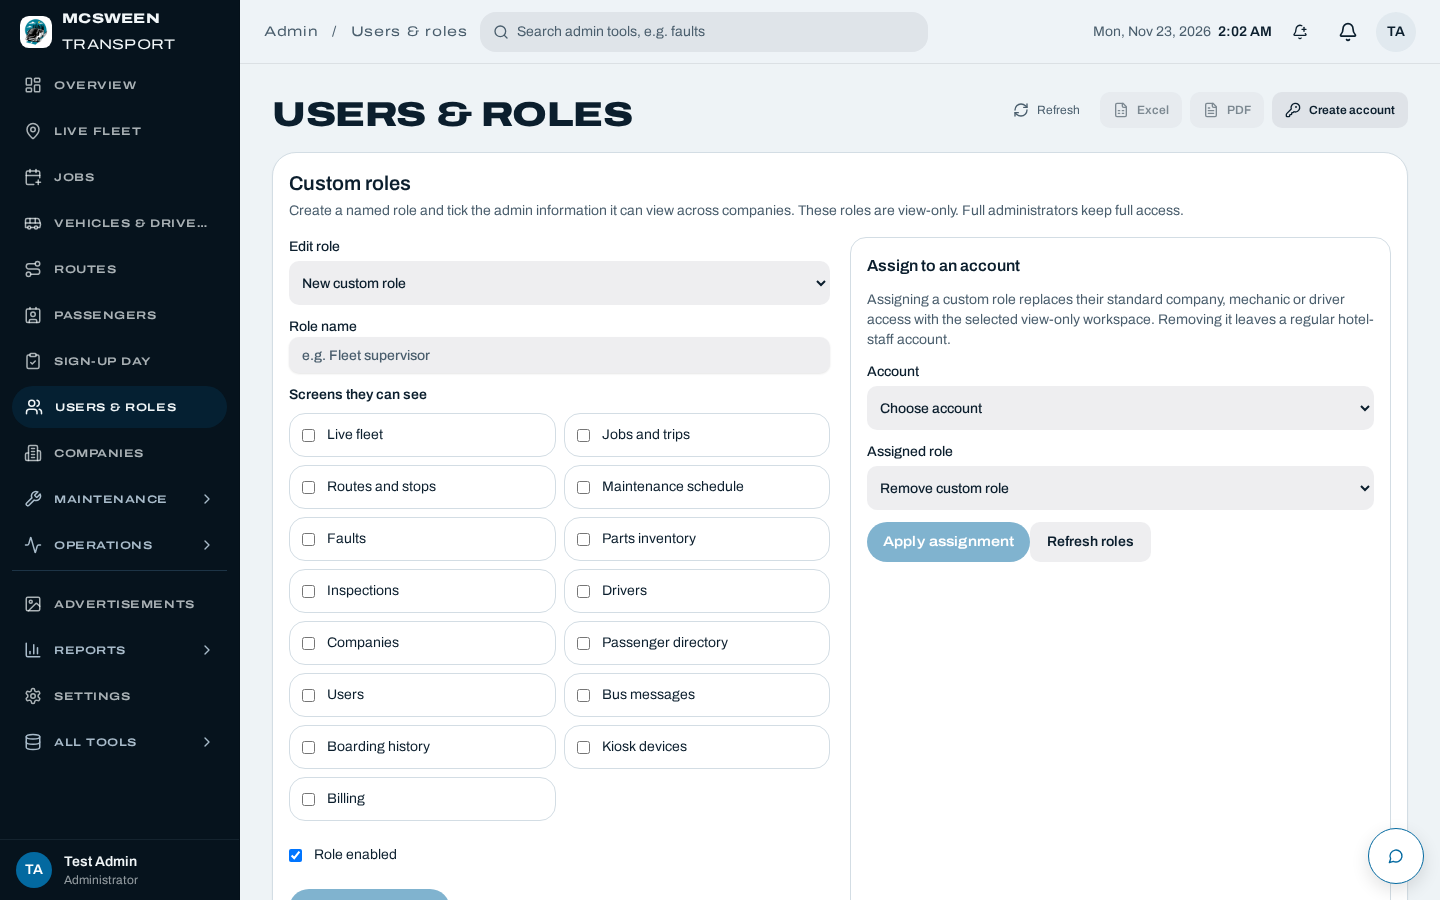 MCSWEEN
TRANSPORT
OVERVIEW
LIVE FLEET
JOBS
VEHICLES & DRIVE...
ROUTES
PASSENGERS
SIGN-UP DAY
USERS & ROLES
COMPANIES
MAINTENANCE
OPERATIONS
ADVERTISEMENTS
REPORTS
SETTINGS
ALL TOOLS
TA
Test Admin
Administrator
Admin / Users & roles
Search admin tools, e.g. faults
Mon, Nov 23, 2026 2:02 AM
TA
USERS & ROLES
Refresh
Excel
PDF
Create account
Custom roles
Create a named role and tick the admin information it can view across companies. These roles are view-only. Full administrators keep full access.
Edit role
New custom role
Role name
e.g. Fleet supervisor
Screens they can see
Live fleet
Jobs and trips
Routes and stops
Maintenance schedule
Faults
Parts inventory
Inspections
Drivers
Companies
Passenger directory
Users
Bus messages
Boarding history
Kiosk devices
Billing
Role enabled
Assign to an account
Assigning a custom role replaces their standard company, mechanic or driver
access with the selected view-only workspace. Removing it leaves a regular hotel-
staff account.
Account
Choose account
Assigned role
Remove custom role
Apply assignment
Refresh roles